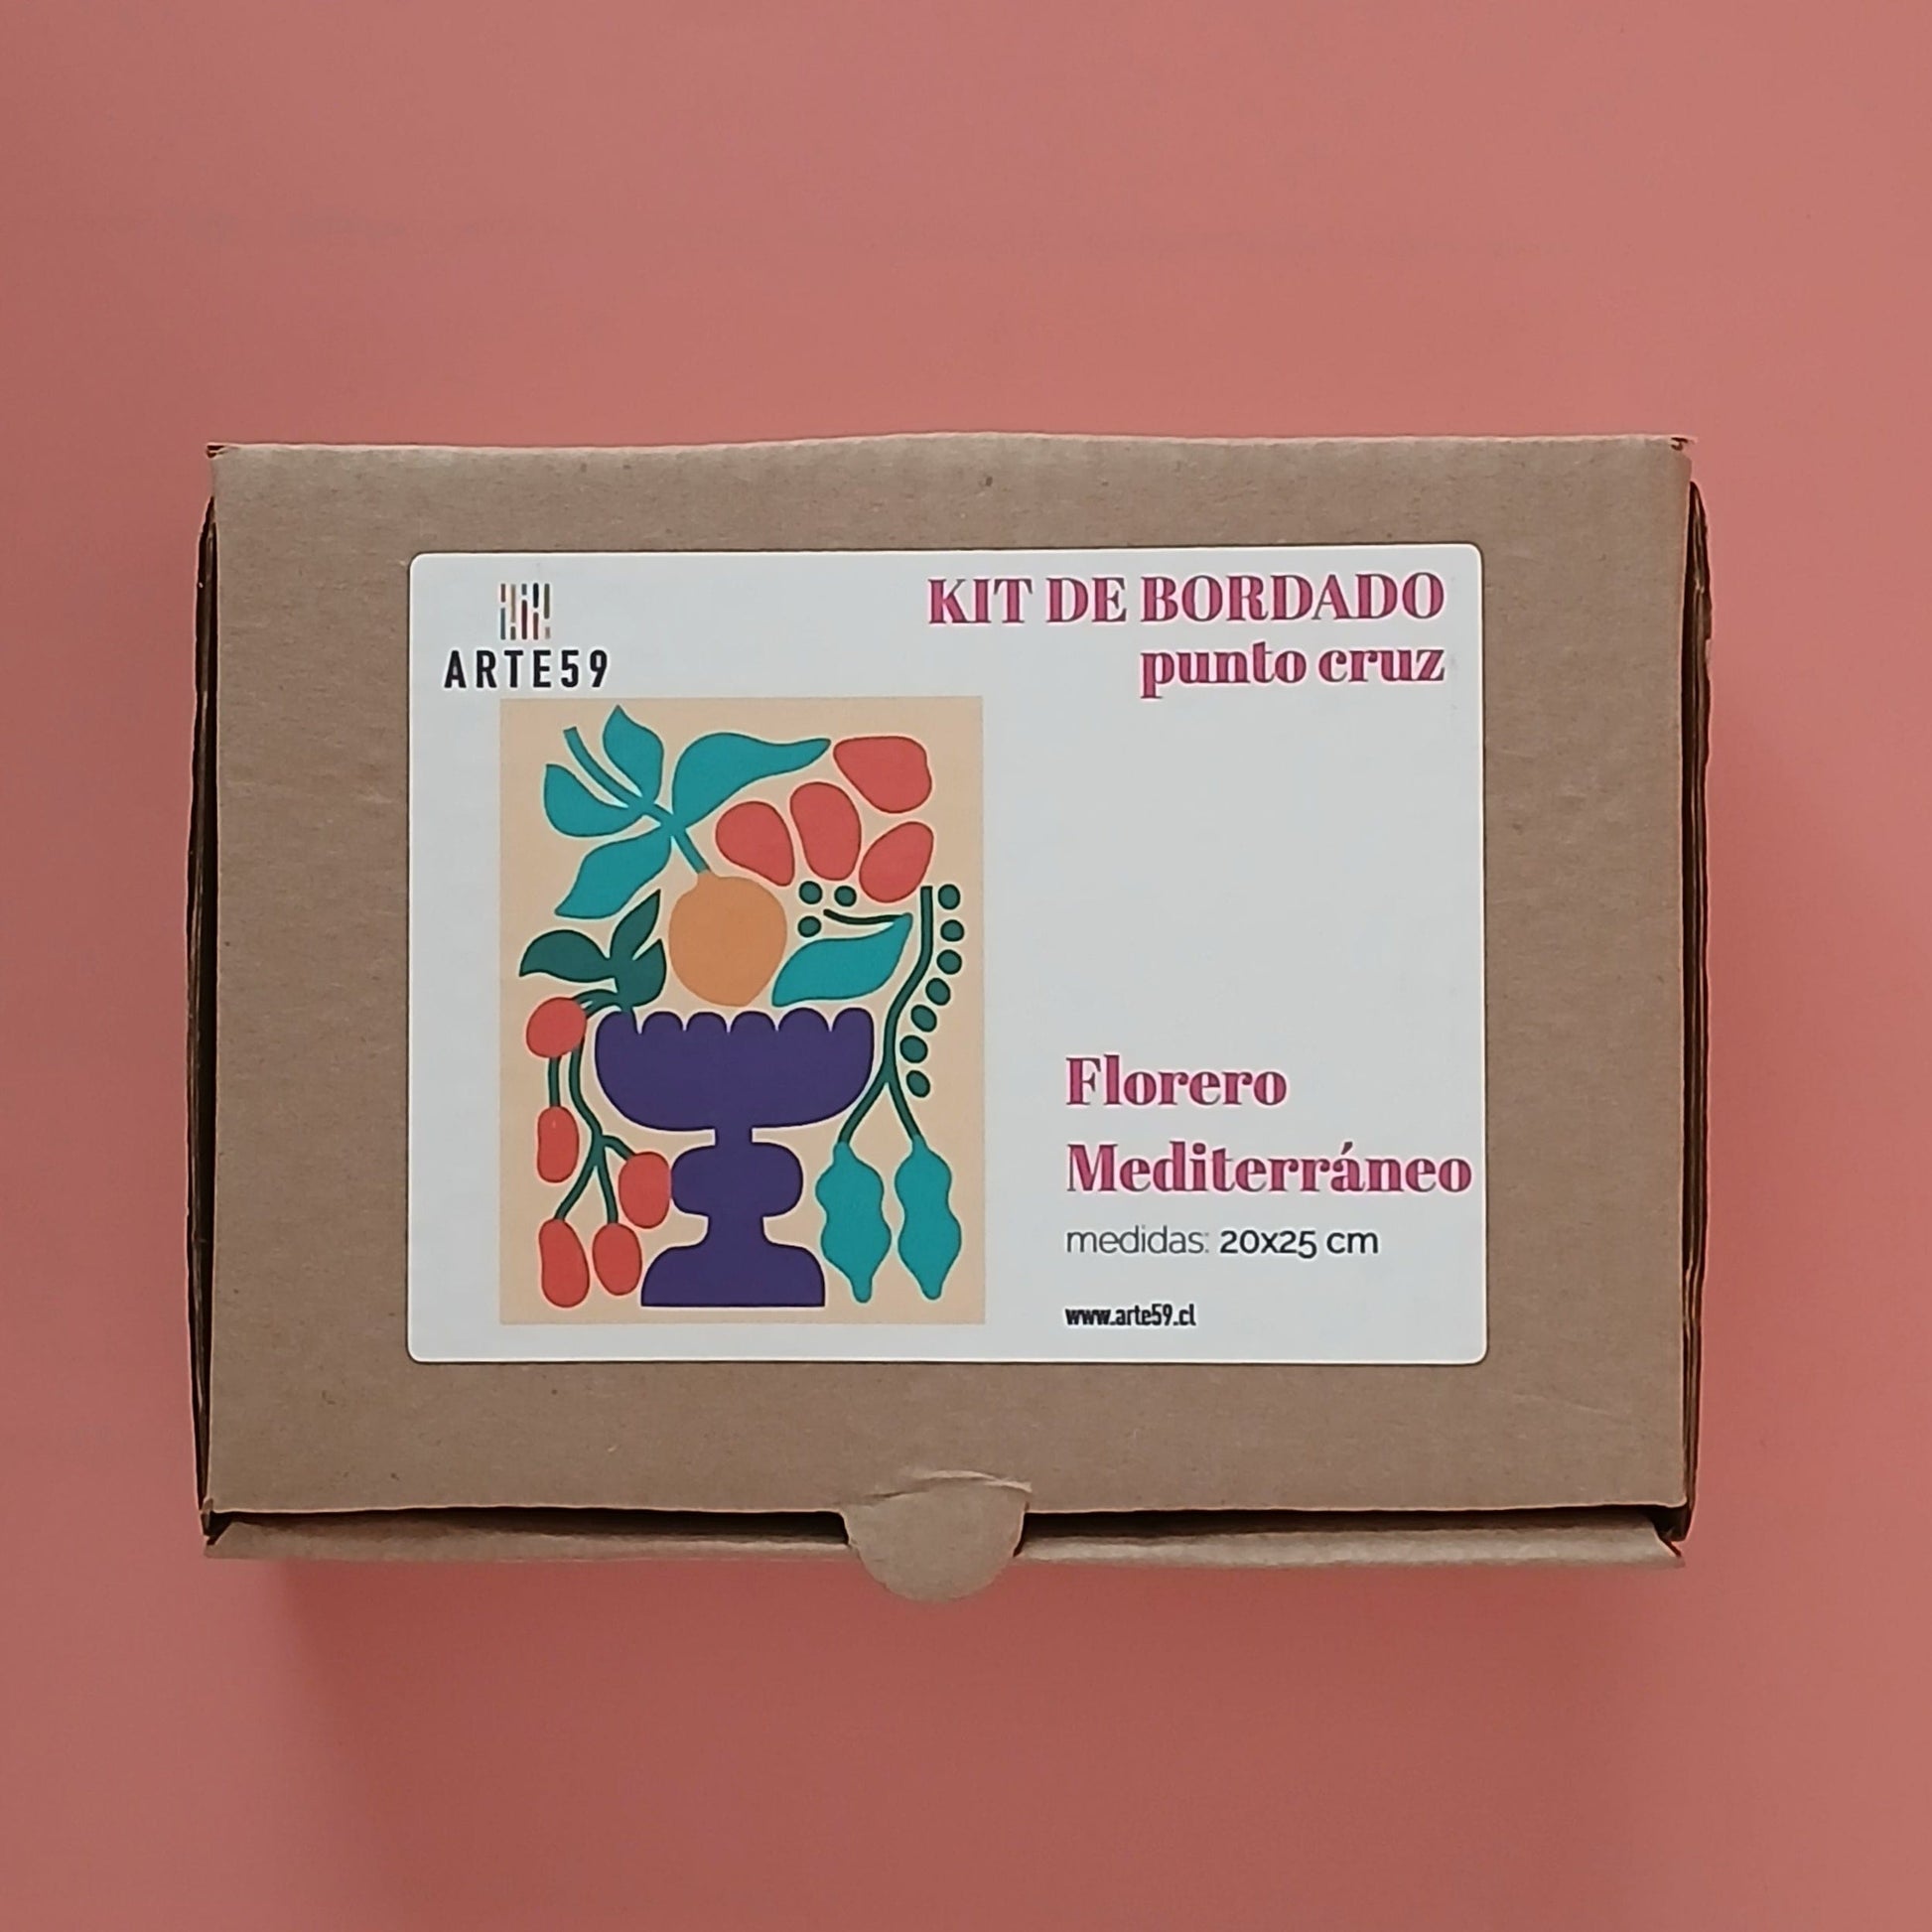 ARTE59
KIT DE BORDADO
punto cruz
Florero
Mediterráneo
medidas: 20x25 cm
www.arte59.cl